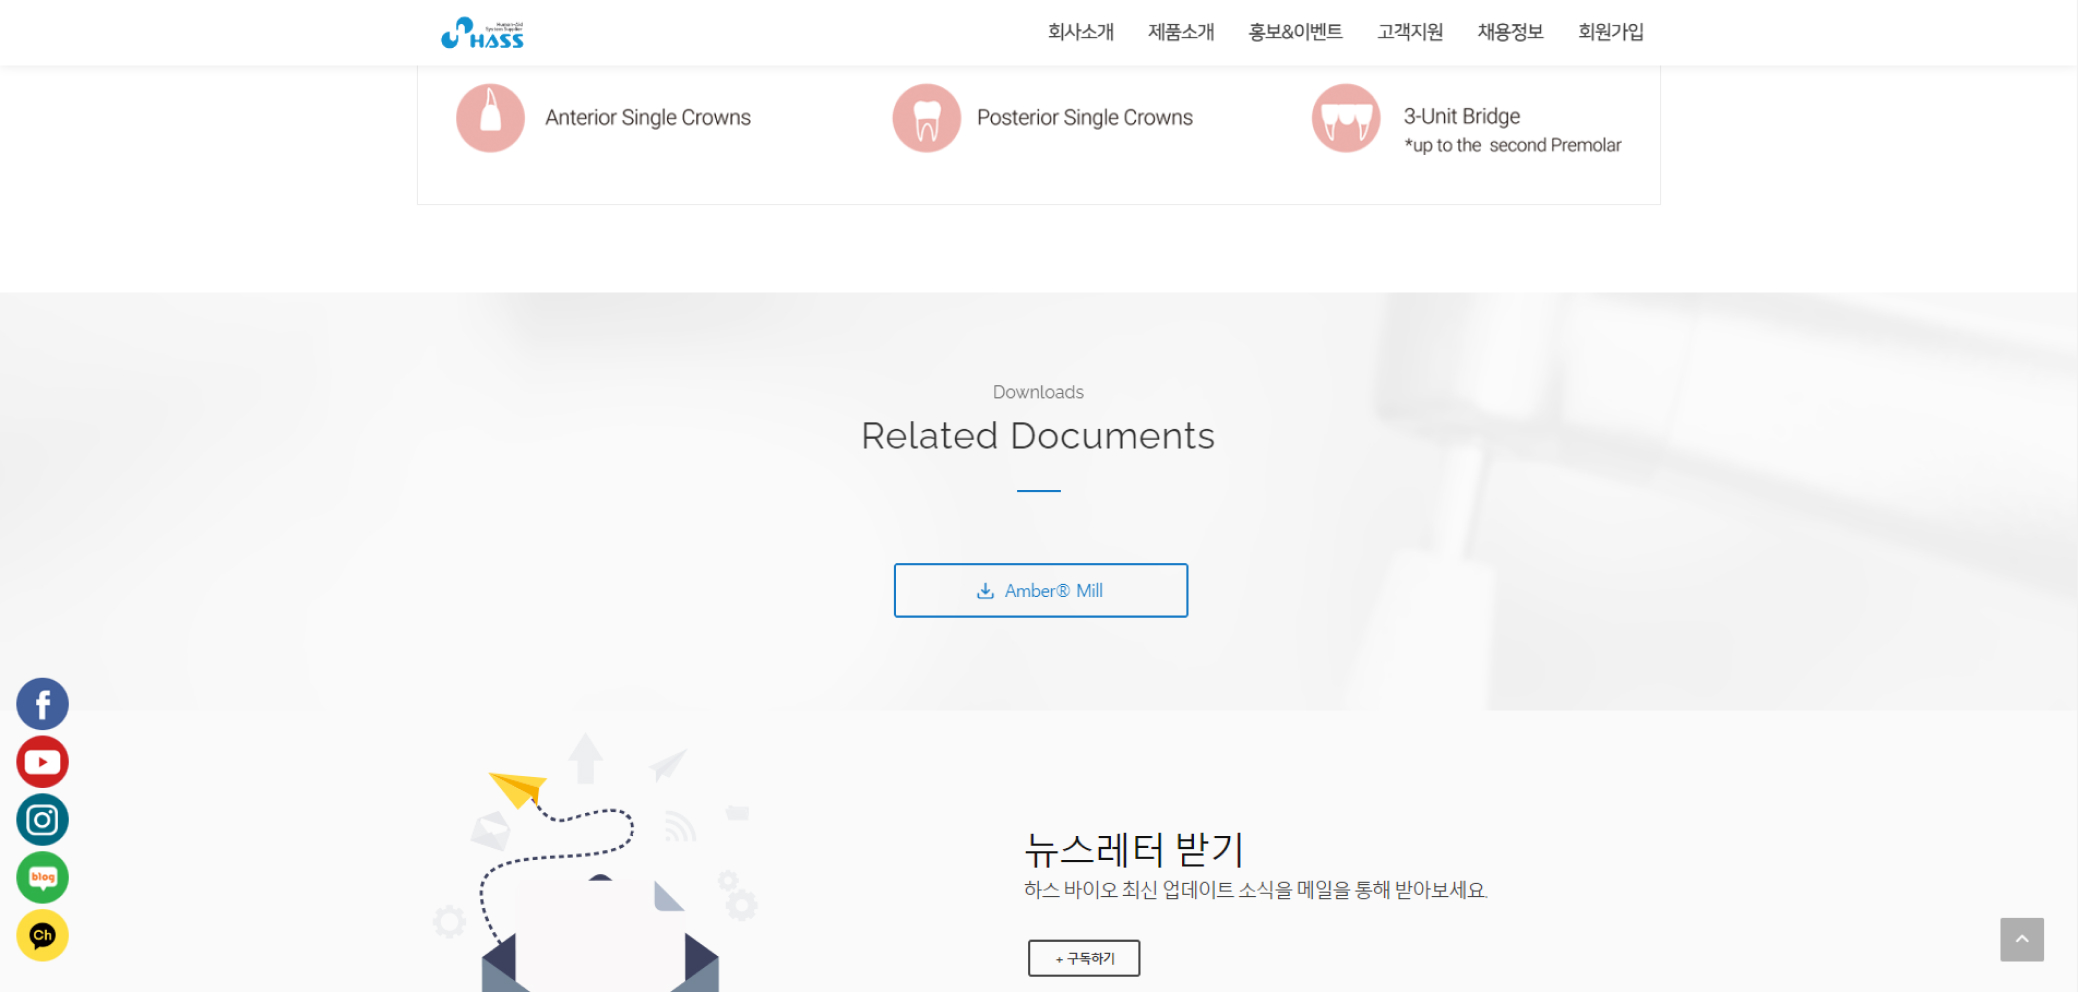 Human-Aid
System Supplier
HASS
회사소개 제품소개 홍보&이벤트 고객지원 채용정보 회원가입
Anterior Single Crowns
Posterior Single Crowns
3-Unit Bridge
*up to the second Premolar
Downloads
Related Documents
Amber® Mill
뉴스레터 받기
하스 바이오 최신 업데이트 소식을 메일을 통해 받아보세요.
+ 구독하기
blog
Ch